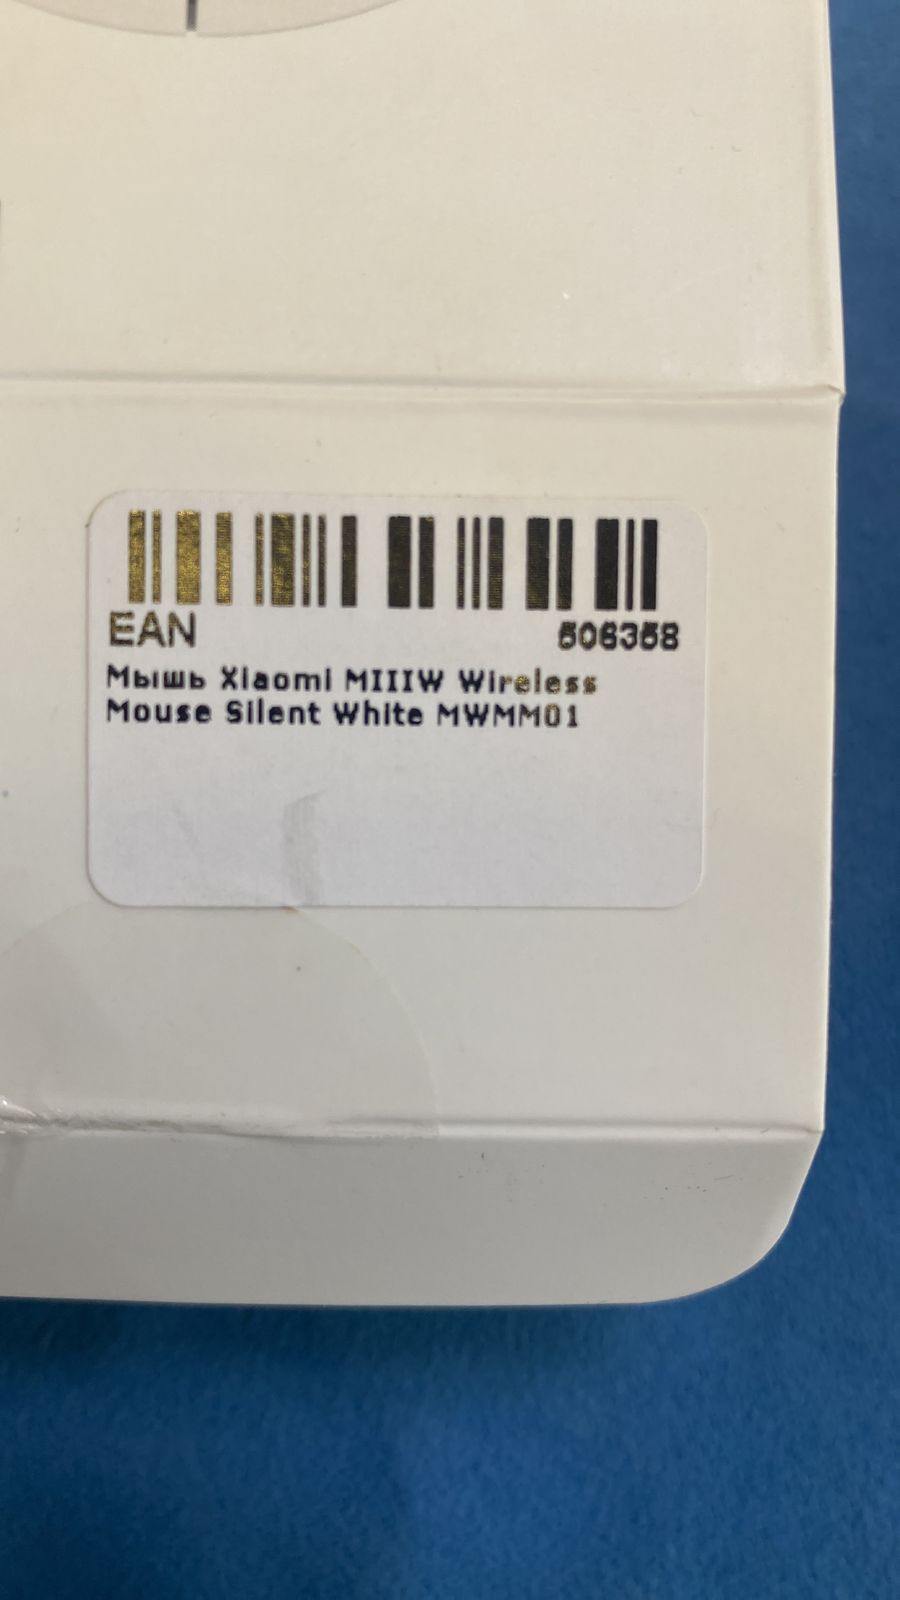 EAN 506358
Мышь Xiaomi MIIIW Wireless
Mouse Silent White MWMM01